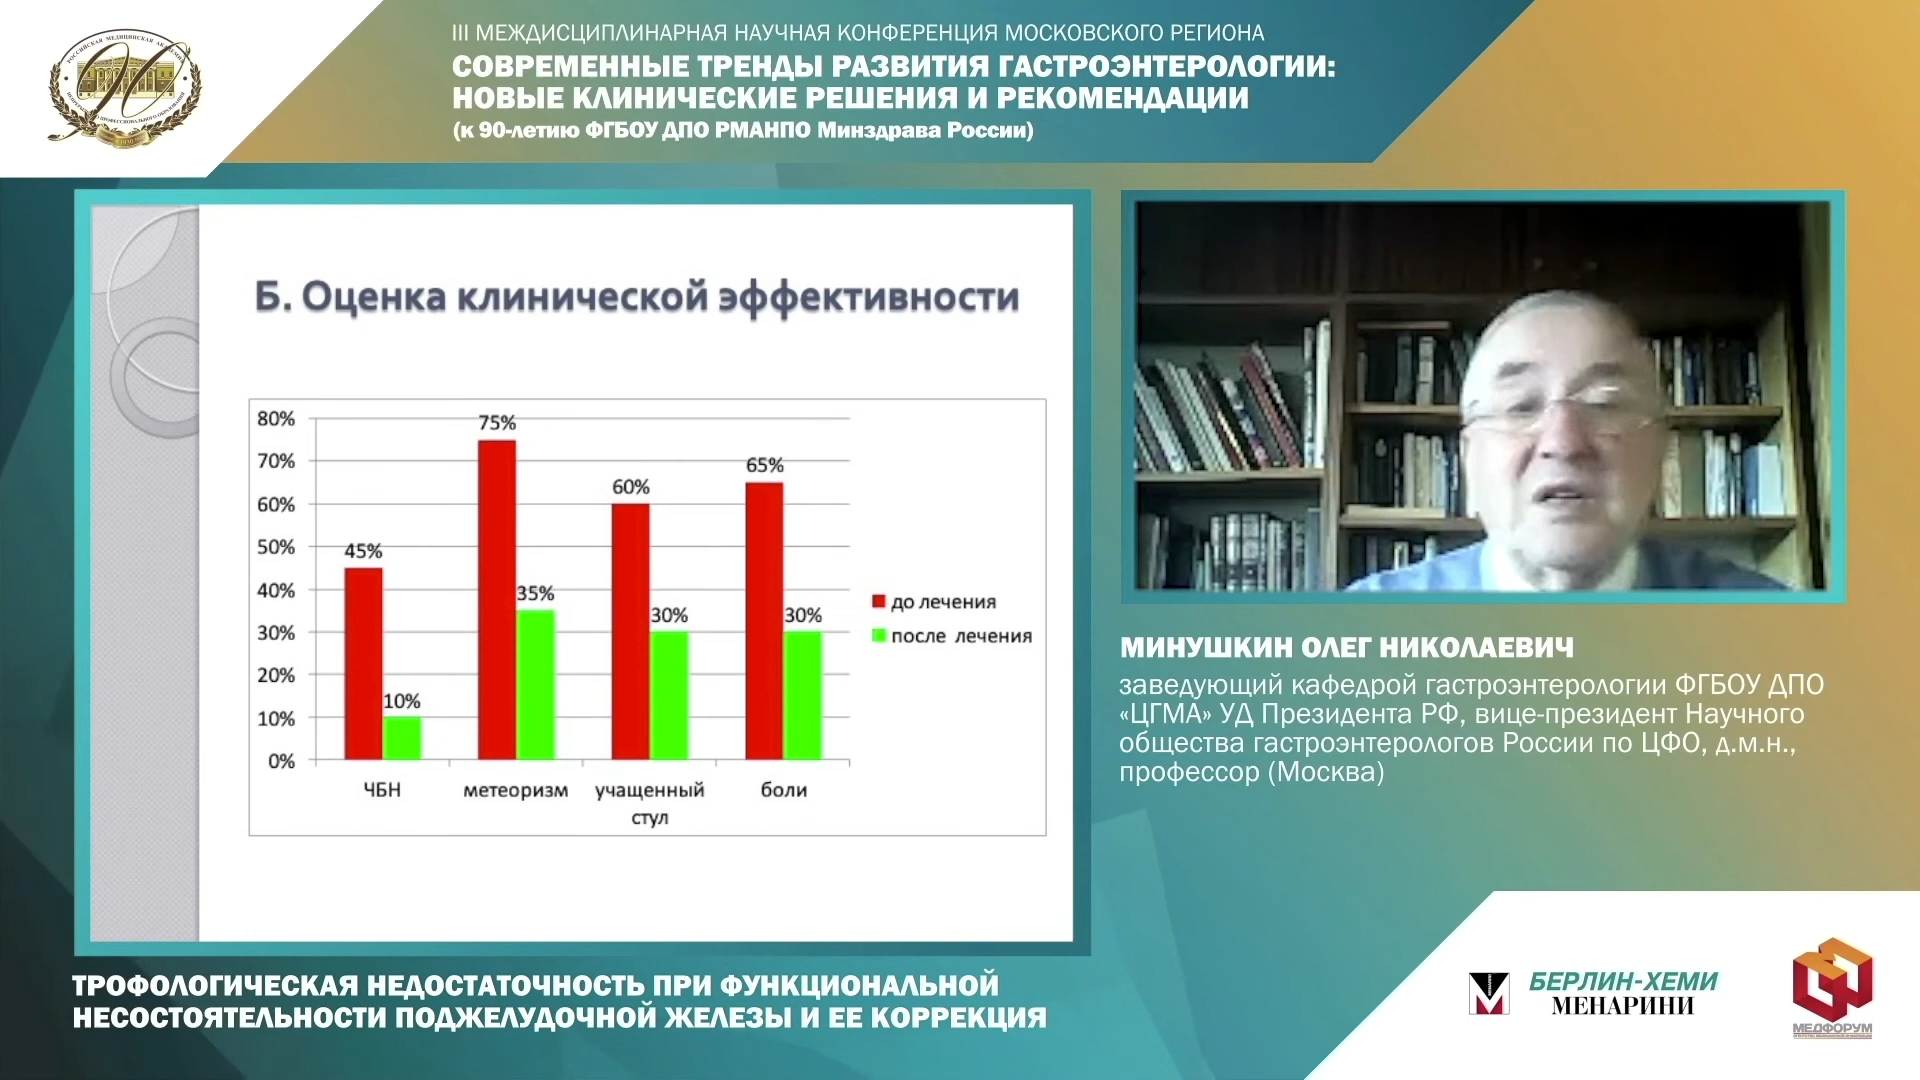 III МЕЖДИСЦИПЛИНАРНАЯ НАУЧНАЯ КОНФЕРЕНЦИЯ МОСКОВСКОГО РЕГИОНА
СОВРЕМЕННЫЕ ТРЕНДЫ РАЗВИТИЯ ГАСТРОЭНТЕРОЛОГИИ:
НОВЫЕ КЛИНИЧЕСКИЕ РЕШЕНИЯ И РЕКОМЕНДАЦИИ
(к 90-летию ФГБОУ ДПО РМАНПО Минздрава России)
РОССИЙСКАЯ МЕДИЦИНСКАЯ АКАДЕМИЯ
1930
Б. Оценка клинической эффективности
80%
70%
60%
50%
40%
30%
20%
10%
0%
45%
10%
75%
35%
60%
30%
65%
30%
ЧБН
метеоризм
учащенный
стул
боли
до лечения
после лечения
МИНУШКИН ОЛЕГ НИКОЛАЕВИЧ
заведующий кафедрой гастроэнтерологии ФГБОУ ДПО
«ЦГМА» УД Президента РФ, вице-президент Научного
общества гастроэнтерологов России по ЦФО, д.м.н.,
профессор (Москва)
ТРОФОЛОГИЧЕСКАЯ НЕДОСТАТОЧНОСТЬ ПРИ ФУНКЦИОНАЛЬНОЙ
НЕСОСТОЯТЕЛЬНОСТИ ПОДЖЕЛУДОЧНОЙ ЖЕЛЕЗЫ И ЕЕ КОРРЕКЦИЯ
БЕРЛИН-ХЕМИ
МЕНАРИНИ
МЕДФОРУМ